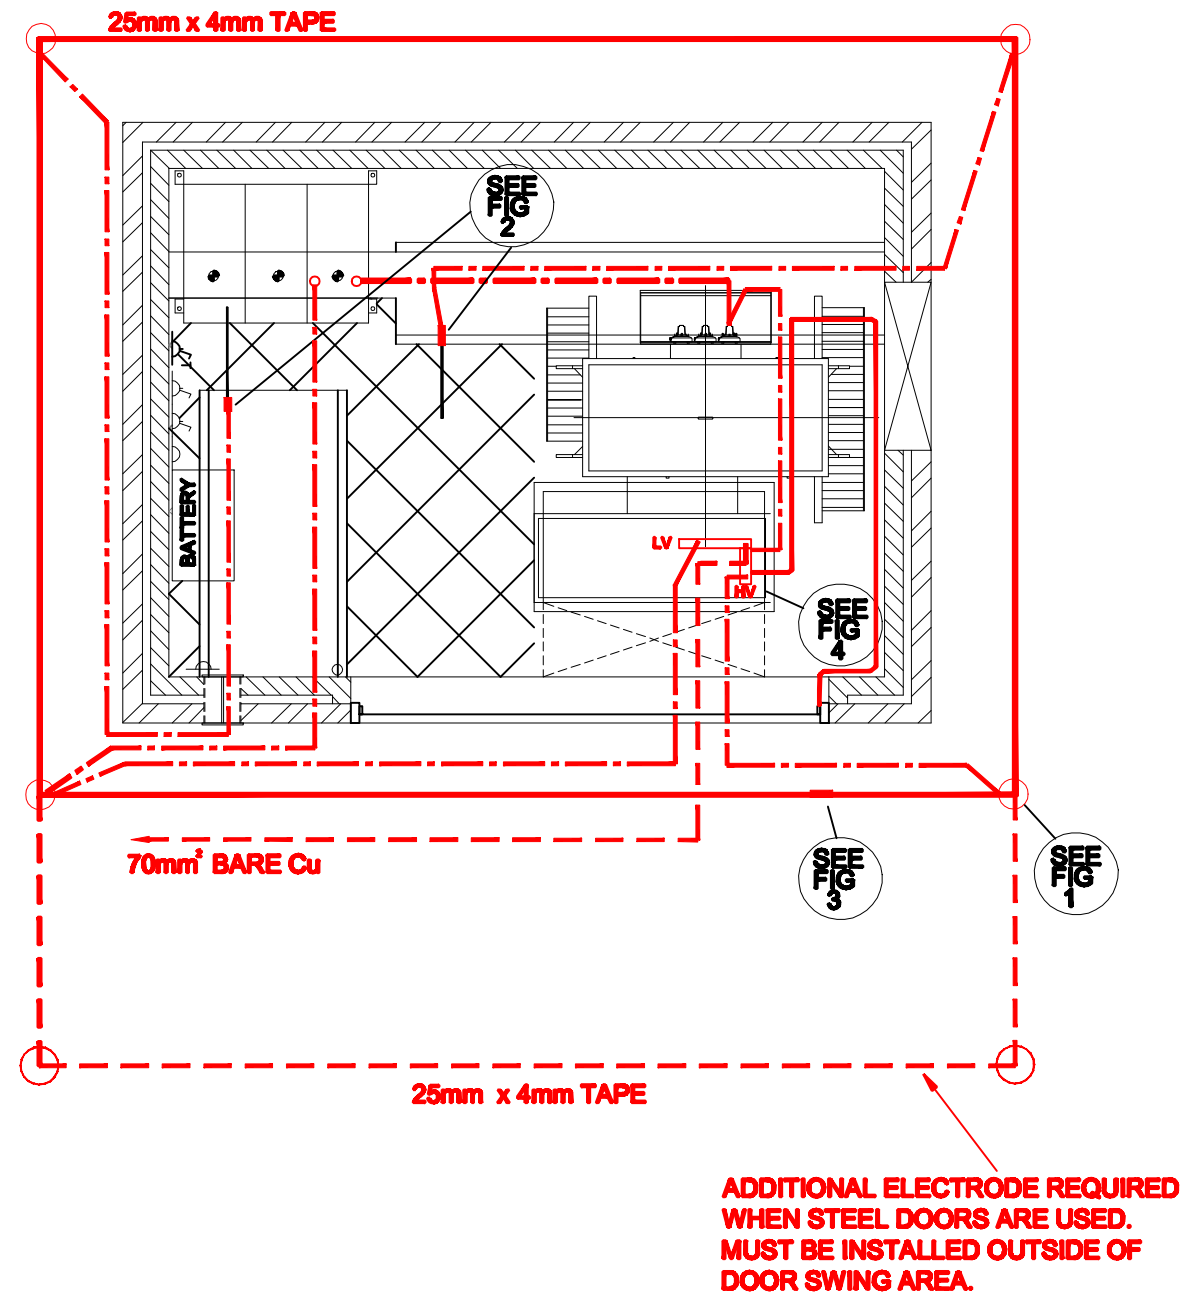 25mm x 4mm TAPE
SEE
FIG
2
BATTERY
LV
HV
SEE
FIG
4
70mm² BARE Cu
SEE
FIG
3
SEE
FIG
1
25mm x 4mm TAPE
ADDITIONAL ELECTRODE REQUIRED
WHEN STEEL DOORS ARE USED.
MUST BE INSTALLED OUTSIDE OF
DOOR SWING AREA.